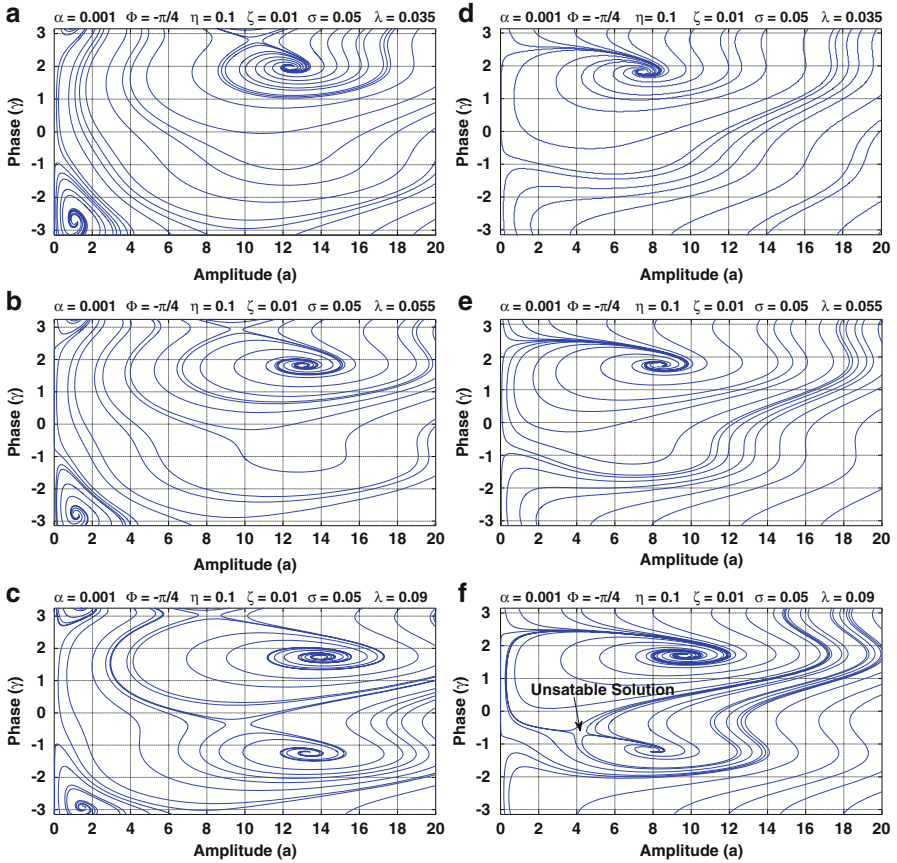 a
α = 0.001 Φ = -π/4 η = 0.1 ζ = 0.01 σ = 0.05 λ = 0.035
3
2
1
0
-1
-2
-3
Phase (γ)
0 2 4 6 8 10 12 14 16 18 20
Amplitude (a)
b
α = 0.001 Φ = -π/4 η = 0.1 ζ = 0.01 σ = 0.05 λ = 0.055
3
2
1
0
-1
-2
-3
Phase (γ)
0 2 4 6 8 10 12 14 16 18 20
Amplitude (a)
c
α = 0.001 Φ = -π/4 η = 0.1 ζ = 0.01 σ = 0.05 λ = 0.09
3
2
1
0
-1
-2
-3
Phase (γ)
0 2 4 6 8 10 12 14 16 18 20
Amplitude (a)
d
α = 0.001 Φ = -π/4 η = 0.1 ζ = 0.01 σ = 0.05 λ = 0.035
3
2
1
0
-1
-2
-3
Phase (γ)
0 2 4 6 8 10 12 14 16 18 20
Amplitude (a)
e
α = 0.001 Φ = -π/4 η = 0.1 ζ = 0.01 σ = 0.05 λ = 0.055
3
2
1
0
-1
-2
-3
Phase (γ)
0 2 4 6 8 10 12 14 16 18 20
Amplitude (a)
f
α = 0.001 Φ = -π/4 η = 0.1 ζ = 0.01 σ = 0.05 λ = 0.09
3
2
1
0
-1
-2
-3
Phase (γ)
Unsatable Solution
0 2 4 6 8 10 12 14 16 18 20
Amplitude (a)